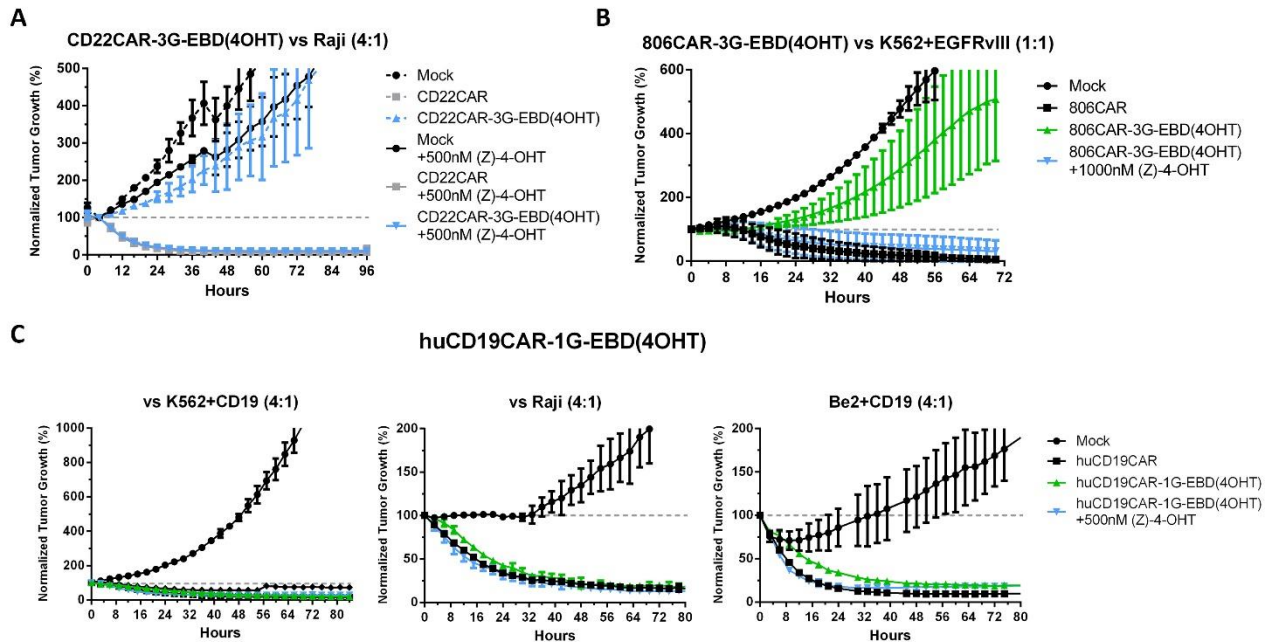 A
CD22CAR-3G-EBD(4OHT) vs Raji (4:1)
Normalized Tumor Growth (%)
500
400
300
200
100
0
0 12 24 36 48 60 72 84 96
Hours
Mock
CD22CAR
CD22CAR-3G-EBD(4OHT)
Mock
+500nM (Z)-4-OHT
CD22CAR
+500nM (Z)-4-OHT
CD22CAR-3G-EBD(4OHT)
+500nM (Z)-4-OHT
B
806CAR-3G-EBD(4OHT) vs K562+EGFRvIII (1:1)
Normalized Tumor Growth (%)
600
400
200
0
0 8 16 24 32 40 48 56 64 72
Hours
Mock
806CAR
806CAR-3G-EBD(4OHT)
806CAR-3G-EBD(4OHT)
+1000nM (Z)-4-OHT
C
huCD19CAR-1G-EBD(4OHT)
vs K562+CD19 (4:1)
Normalized Tumor Growth (%)
1000
800
600
400
200
0
0 8 16 24 32 40 48 56 64 72 80
Hours
vs Raji (4:1)
Normalized Tumor Growth (%)
200
150
100
50
0
0 8 16 24 32 40 48 56 64 72 80
Hours
Be2+CD19 (4:1)
Normalized Tumor Growth (%)
200
150
100
50
0
0 8 16 24 32 40 48 56 64 72 80
Hours
Mock
huCD19CAR
huCD19CAR-1G-EBD(4OHT)
huCD19CAR-1G-EBD(4OHT)
+500nM (Z)-4-OHT